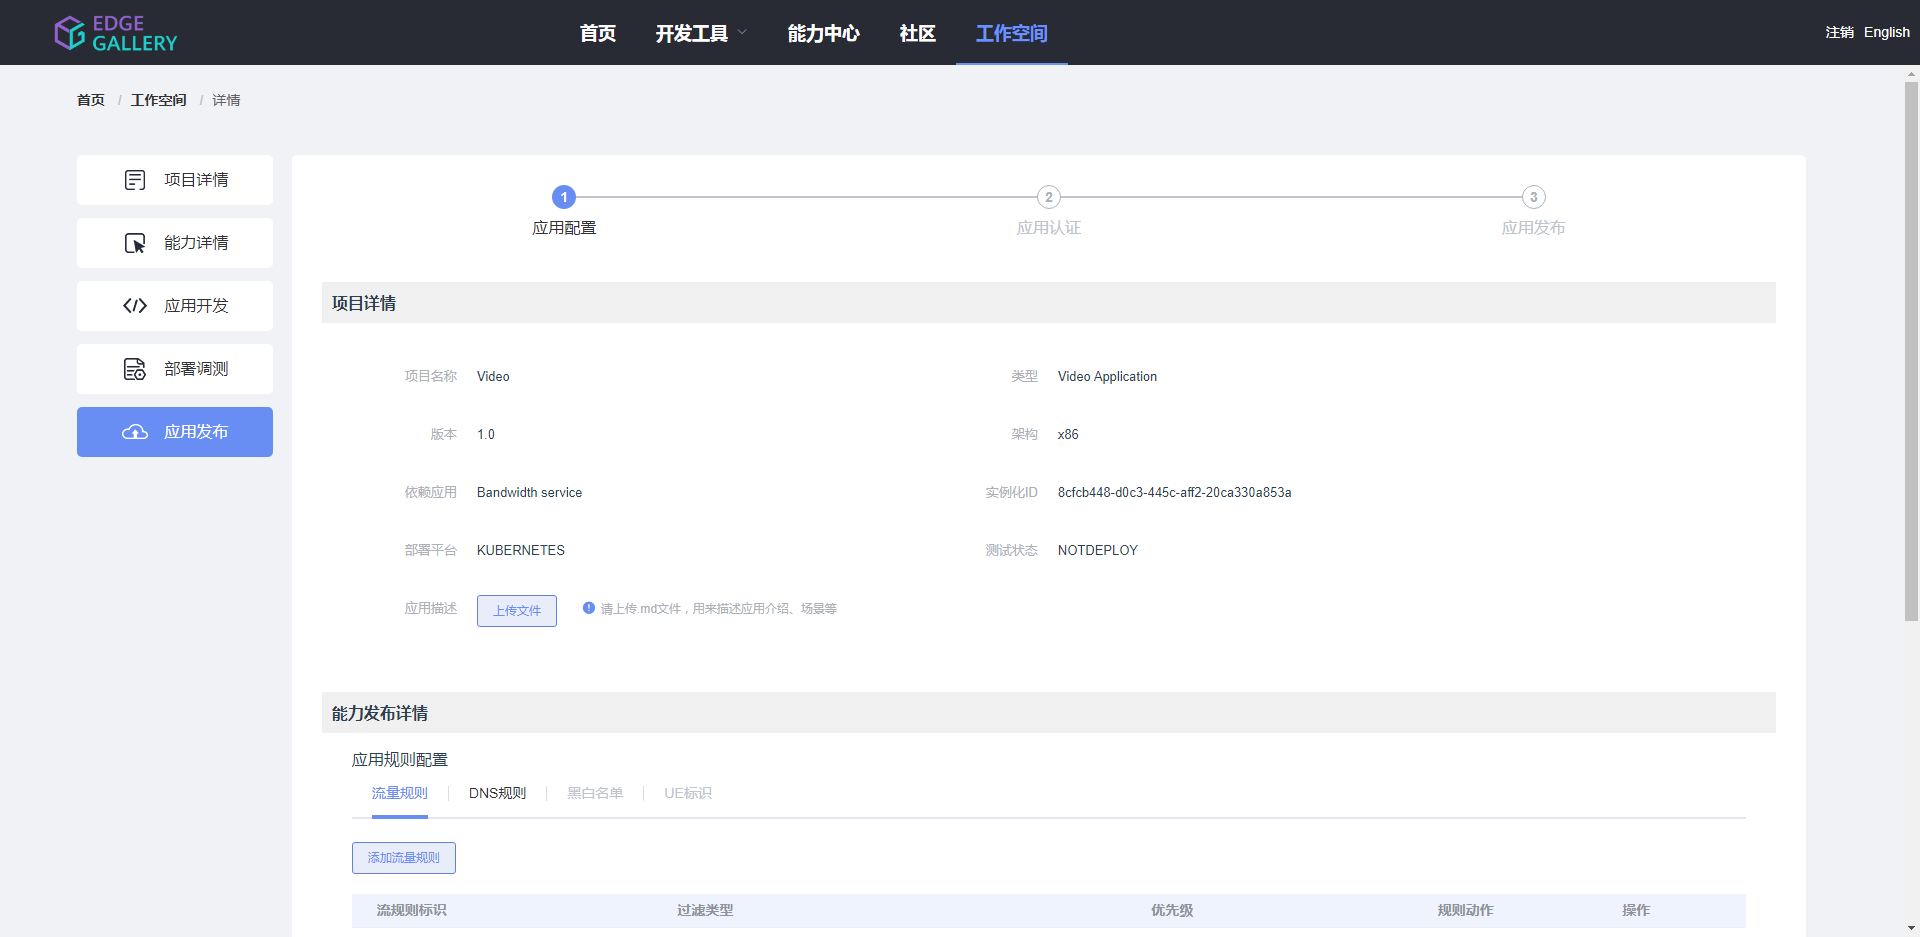 EDGE
GALLERY
首页 开发工具 能力中心 社区 工作空间 注销 English
首页 / 工作空间 / 详情
项目详情
能力详情
应用开发
部署调测
应用发布
1 2 3
应用配置 应用认证 应用发布
项目详情
项目名称 Video 类型 Video Application
版本 1.0 架构 x86
依赖应用 Bandwidth service 实例化ID 8cfcb448-d0c3-445c-aff2-20ca330a853a
部署平台 KUBERNETES 测试状态 NOTDEPLOY
应用描述 上传文件 请上传.md文件，用来描述应用介绍、场景等
能力发布详情
应用规则配置
流量规则 DNS规则 黑白名单 UE标识
添加流量规则
流规则标识 过滤类型 优先级 规则动作 操作